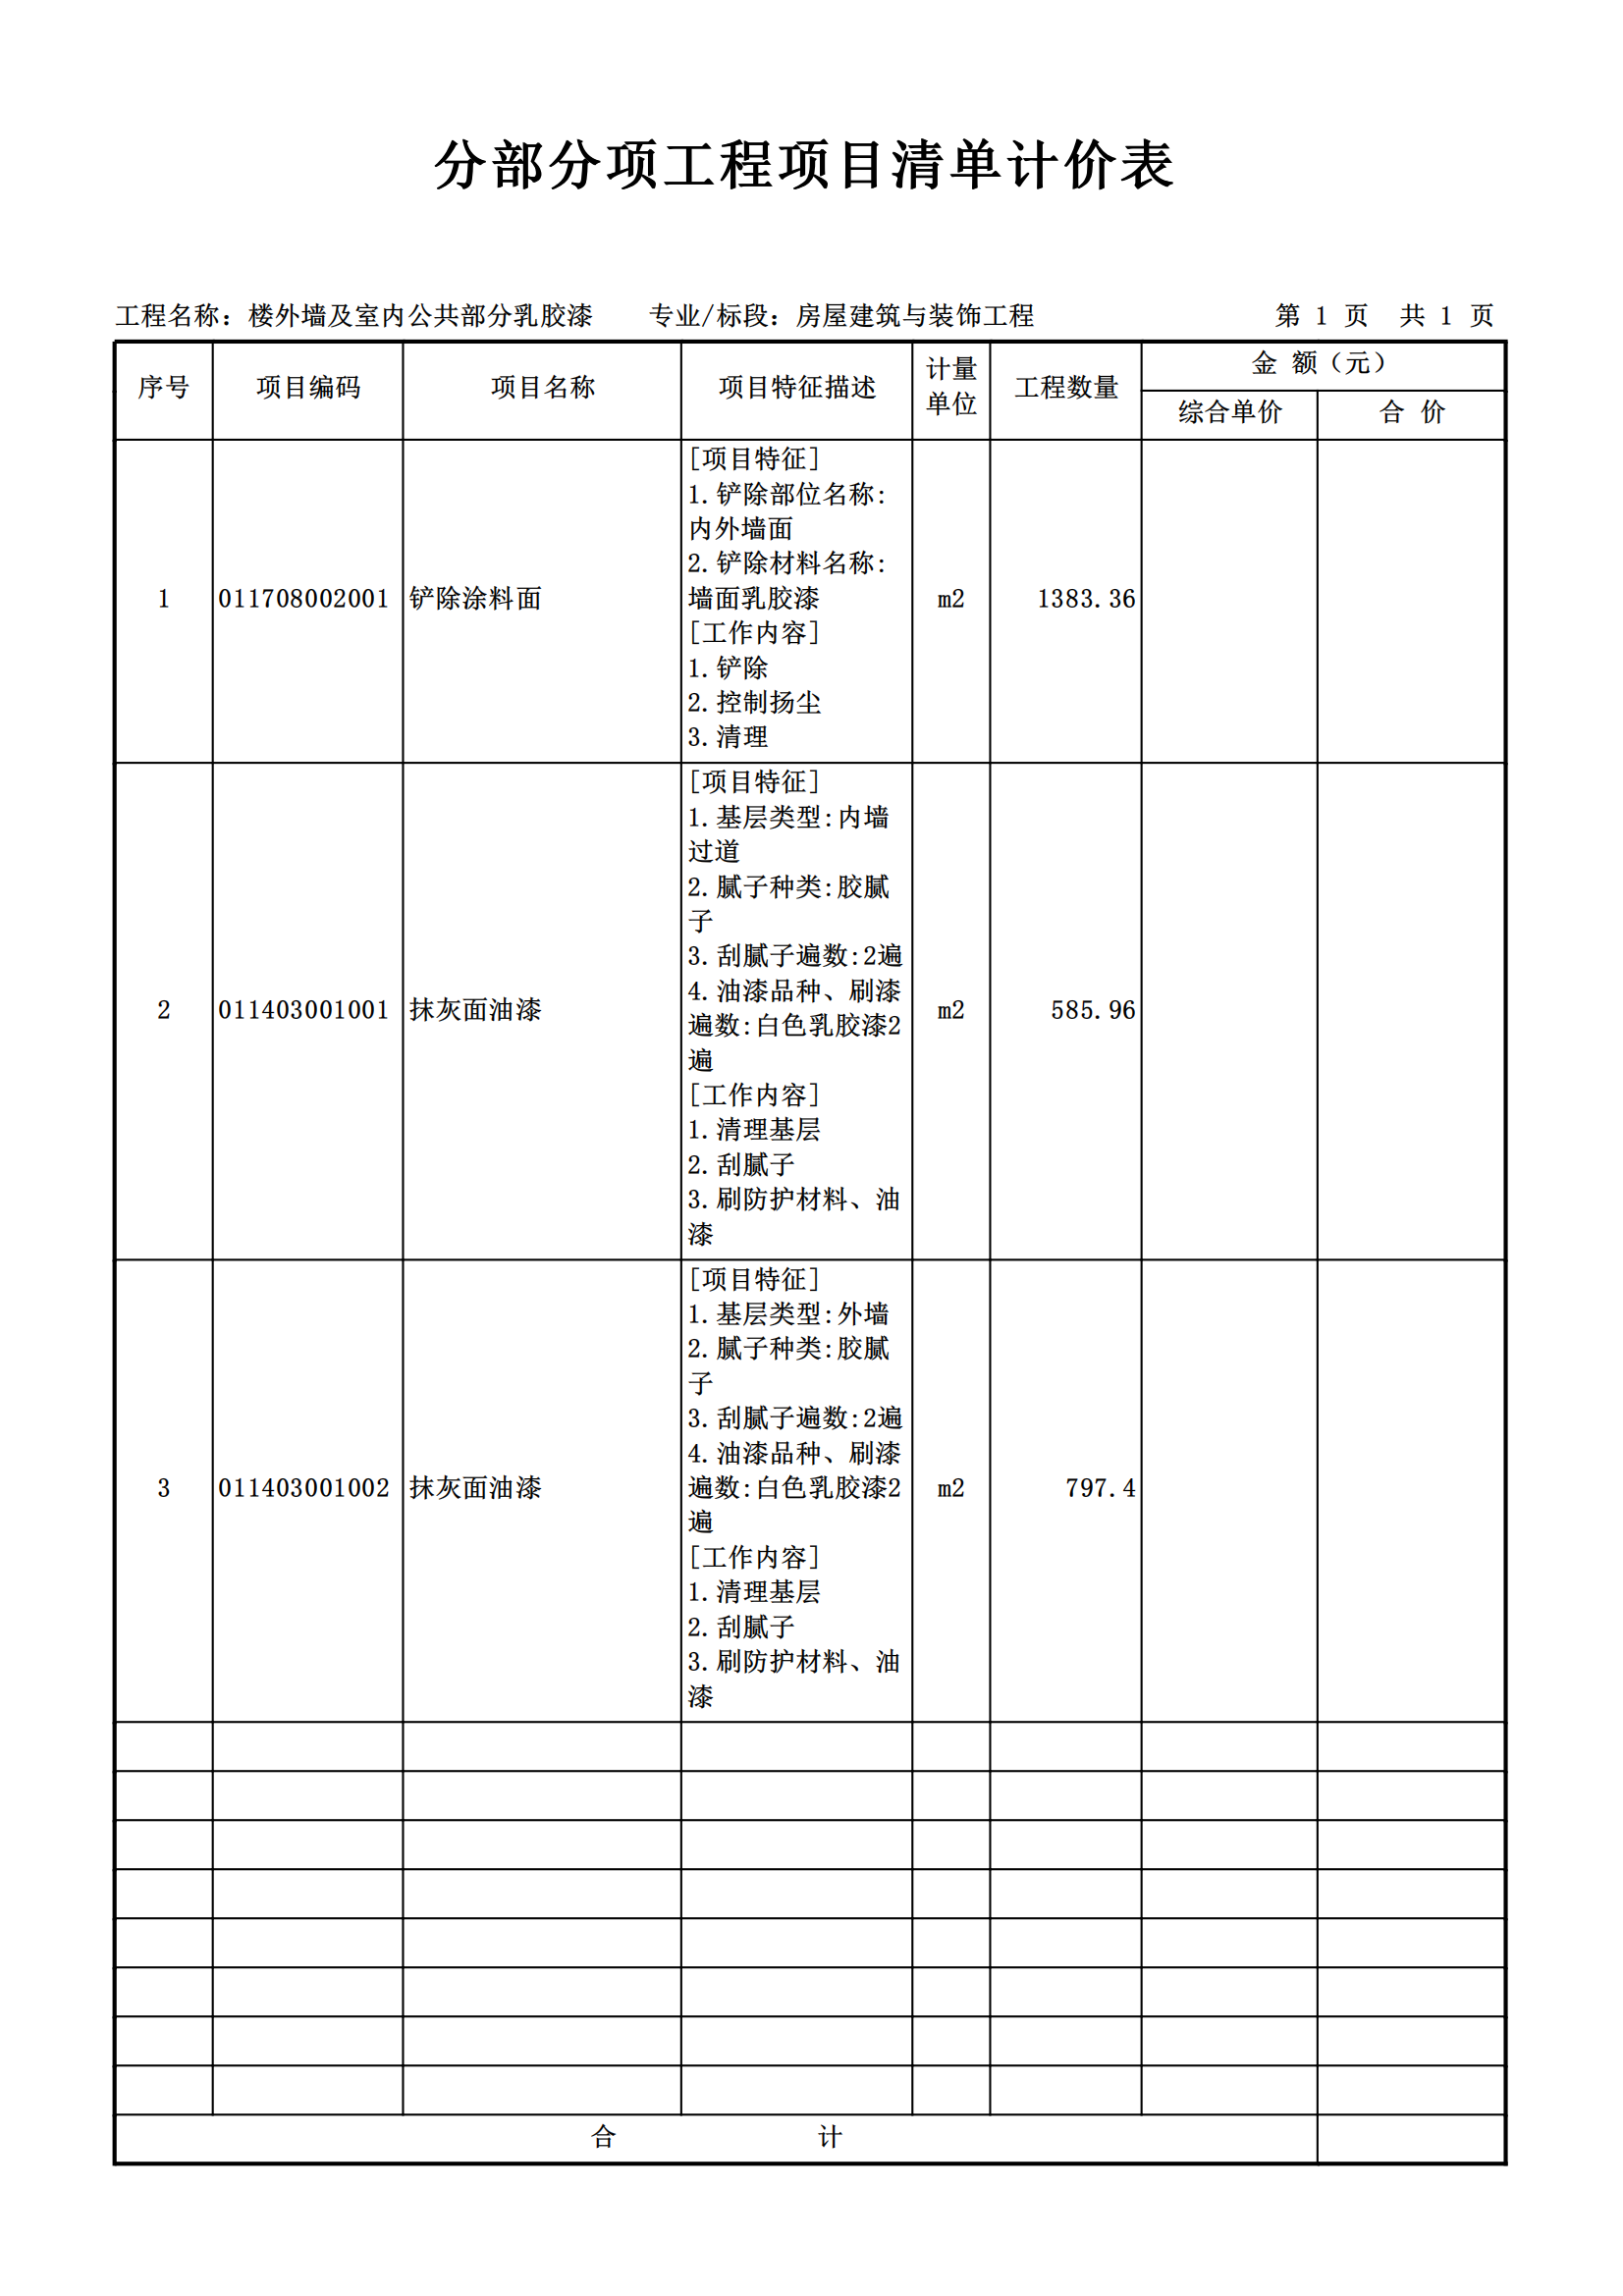 分部分项工程项目清单计价表
工程名称：楼外墙及室内公共部分乳胶漆 专业/标段：房屋建筑与装饰工程 第 1 页 共 1 页
序号 项目编码 项目名称 项目特征描述 计量单位 工程数量 金 额（元）
综合单价 合 价
[项目特征]
1.铲除部位名称:
内外墙面
2.铲除材料名称:
1 011708002001 铲除涂料面 墙面乳胶漆 m2 1383.36
[工作内容]
1.铲除
2.控制扬尘
3.清理
[项目特征]
1.基层类型:内墙
过道
2.腻子种类:胶腻
子
3.刮腻子遍数:2遍
4.油漆品种、刷漆
2 011403001001 抹灰面油漆 遍数:白色乳胶漆2 m2 585.96
遍
[工作内容]
1.清理基层
2.刮腻子
3.刷防护材料、油
漆
[项目特征]
1.基层类型:外墙
2.腻子种类:胶腻
子
3.刮腻子遍数:2遍
4.油漆品种、刷漆
3 011403001002 抹灰面油漆 遍数:白色乳胶漆2 m2 797.4
遍
[工作内容]
1.清理基层
2.刮腻子
3.刷防护材料、油
漆
合 计